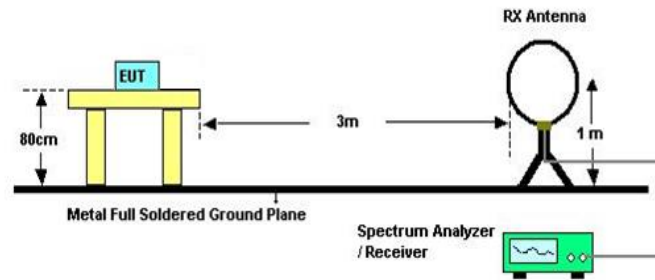 RX Antenna
EUT
80cm
3m
1 m
Metal Full Soldered Ground Plane
Spectrum Analyzer
/ Receiver